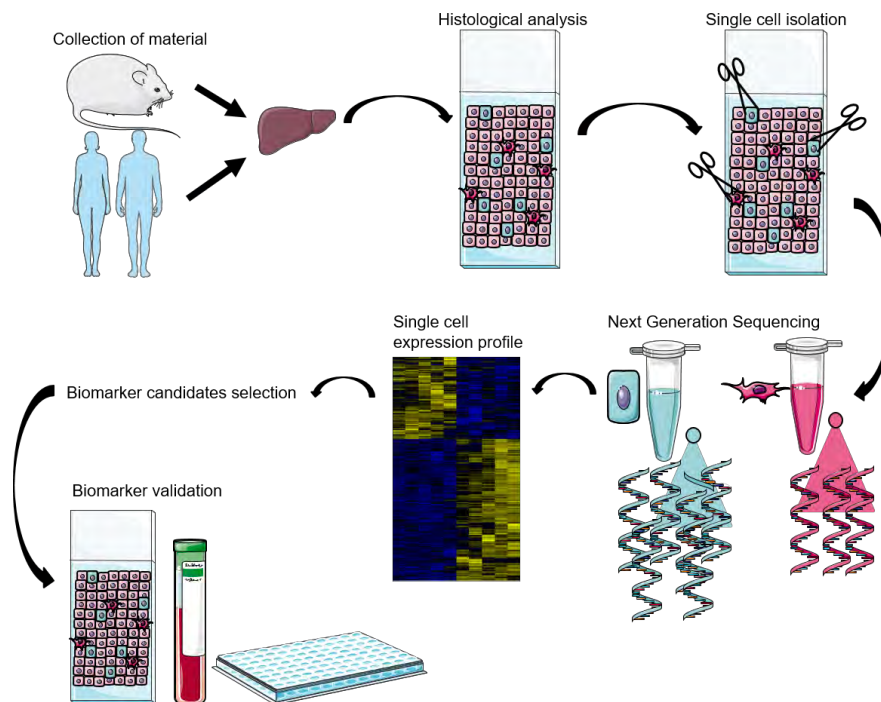 Collection of material
Histological analysis
Single cell isolation
Next Generation Sequencing
Single cell
expression profile
Biomarker candidates selection
Biomarker validation